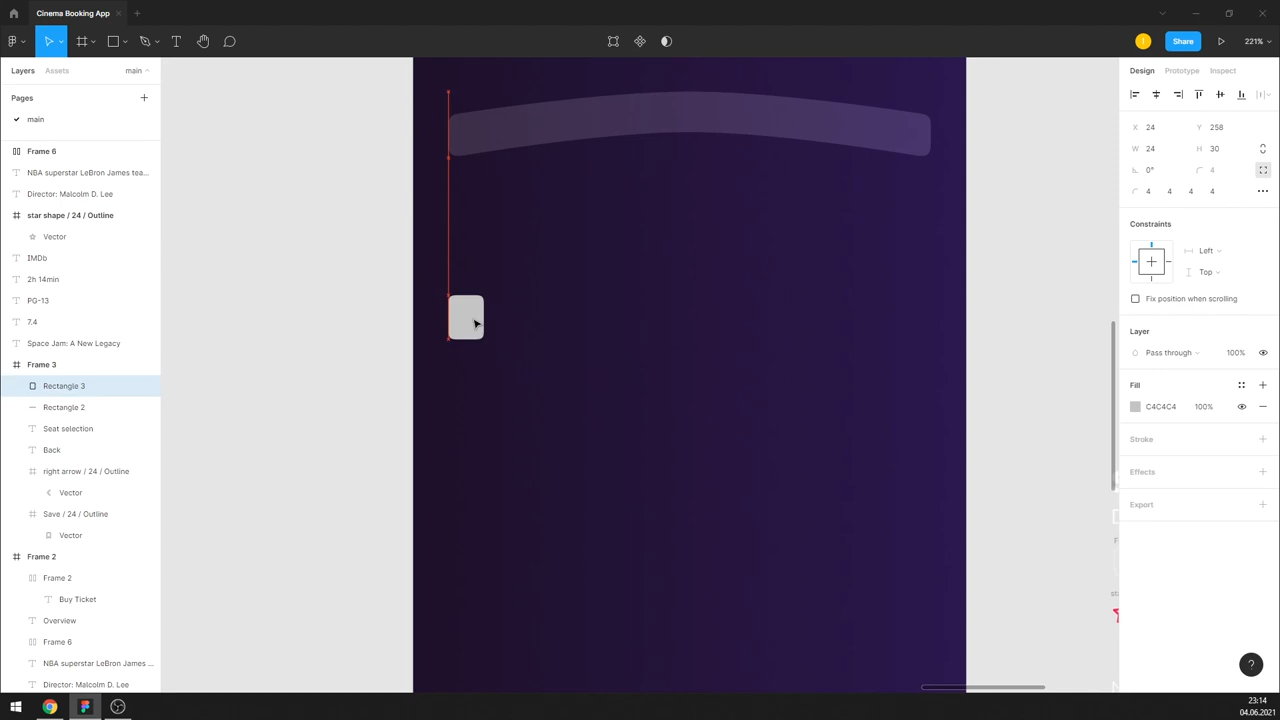 Cinema Booking App
Share
221%
Layers
Assets
main
Pages
main
Frame 6
NBA superstar LeBron James tea...
Director: Malcolm D. Lee
star shape / 24 / Outline
Vector
IMDb
2h 14min
PG-13
7.4
Space Jam: A New Legacy
Frame 3
Rectangle 3
Rectangle 2
Seat selection
Back
right arrow / 24 / Outline
Vector
Save / 24 / Outline
Vector
Frame 2
Frame 2
Buy Ticket
Overview
Frame 6
NBA superstar LeBron James ...
Director: Malcolm D. Lee
Design
Prototype
Inspect
X 24 Y 258
W 24 H 30
0° 4
4 4 4 4
Constraints
Left
Top
Fix position when scrolling
Layer
Pass through 100%
Fill
C4C4C4 100%
Stroke
Effects
Export
?
23:14
04.06.2021